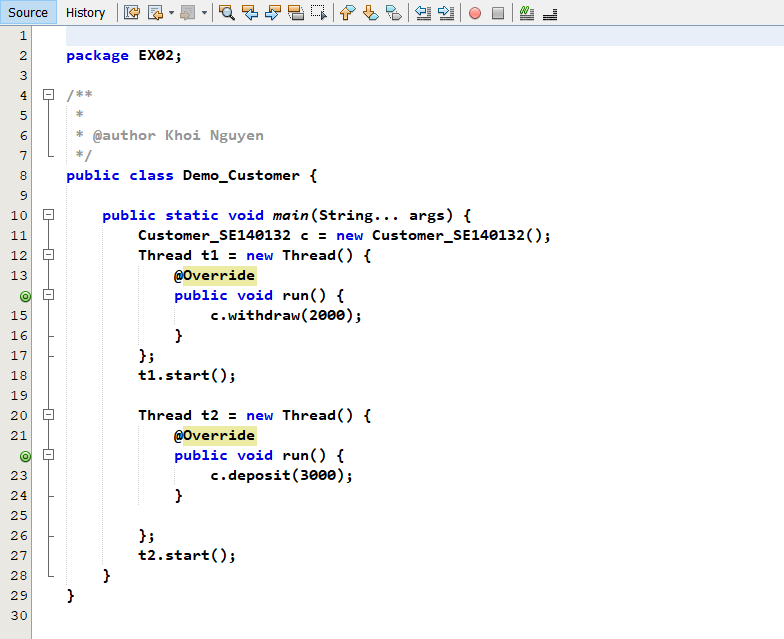 Source History
1
2 package EX02;
3
4 /**
5 *
6 * @author Khoi Nguyen
7 */
8 public class Demo_Customer {
9
10 public static void main(String... args) {
11 Customer_SE140132 c = new Customer_SE140132();
12 Thread t1 = new Thread() {
13 @Override
public void run() {
15 c.withdraw(2000);
16 }
17 };
18 t1.start();
19
20 Thread t2 = new Thread() {
21 @Override
public void run() {
23 c.deposit(3000);
24 }
25
26 };
27 t2.start();
28 }
29 }
30